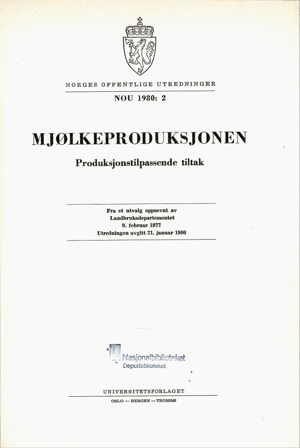 NORGES OFFENTLIGE UTREDNINGER
NOU 1980: 2
MJØLKEPRODUKSJONEN
Produksjonstilpassende tiltak
Fra et utvalg oppnevnt av
Landbruksdepartementet
9. februar 1977
Utredningen avgitt 21. januar 1980
Nasjonalbiblioteket
Depotbiblioteket
UNIVERSITETSFORLAGET
OSLO — BERGEN — TROMSØ